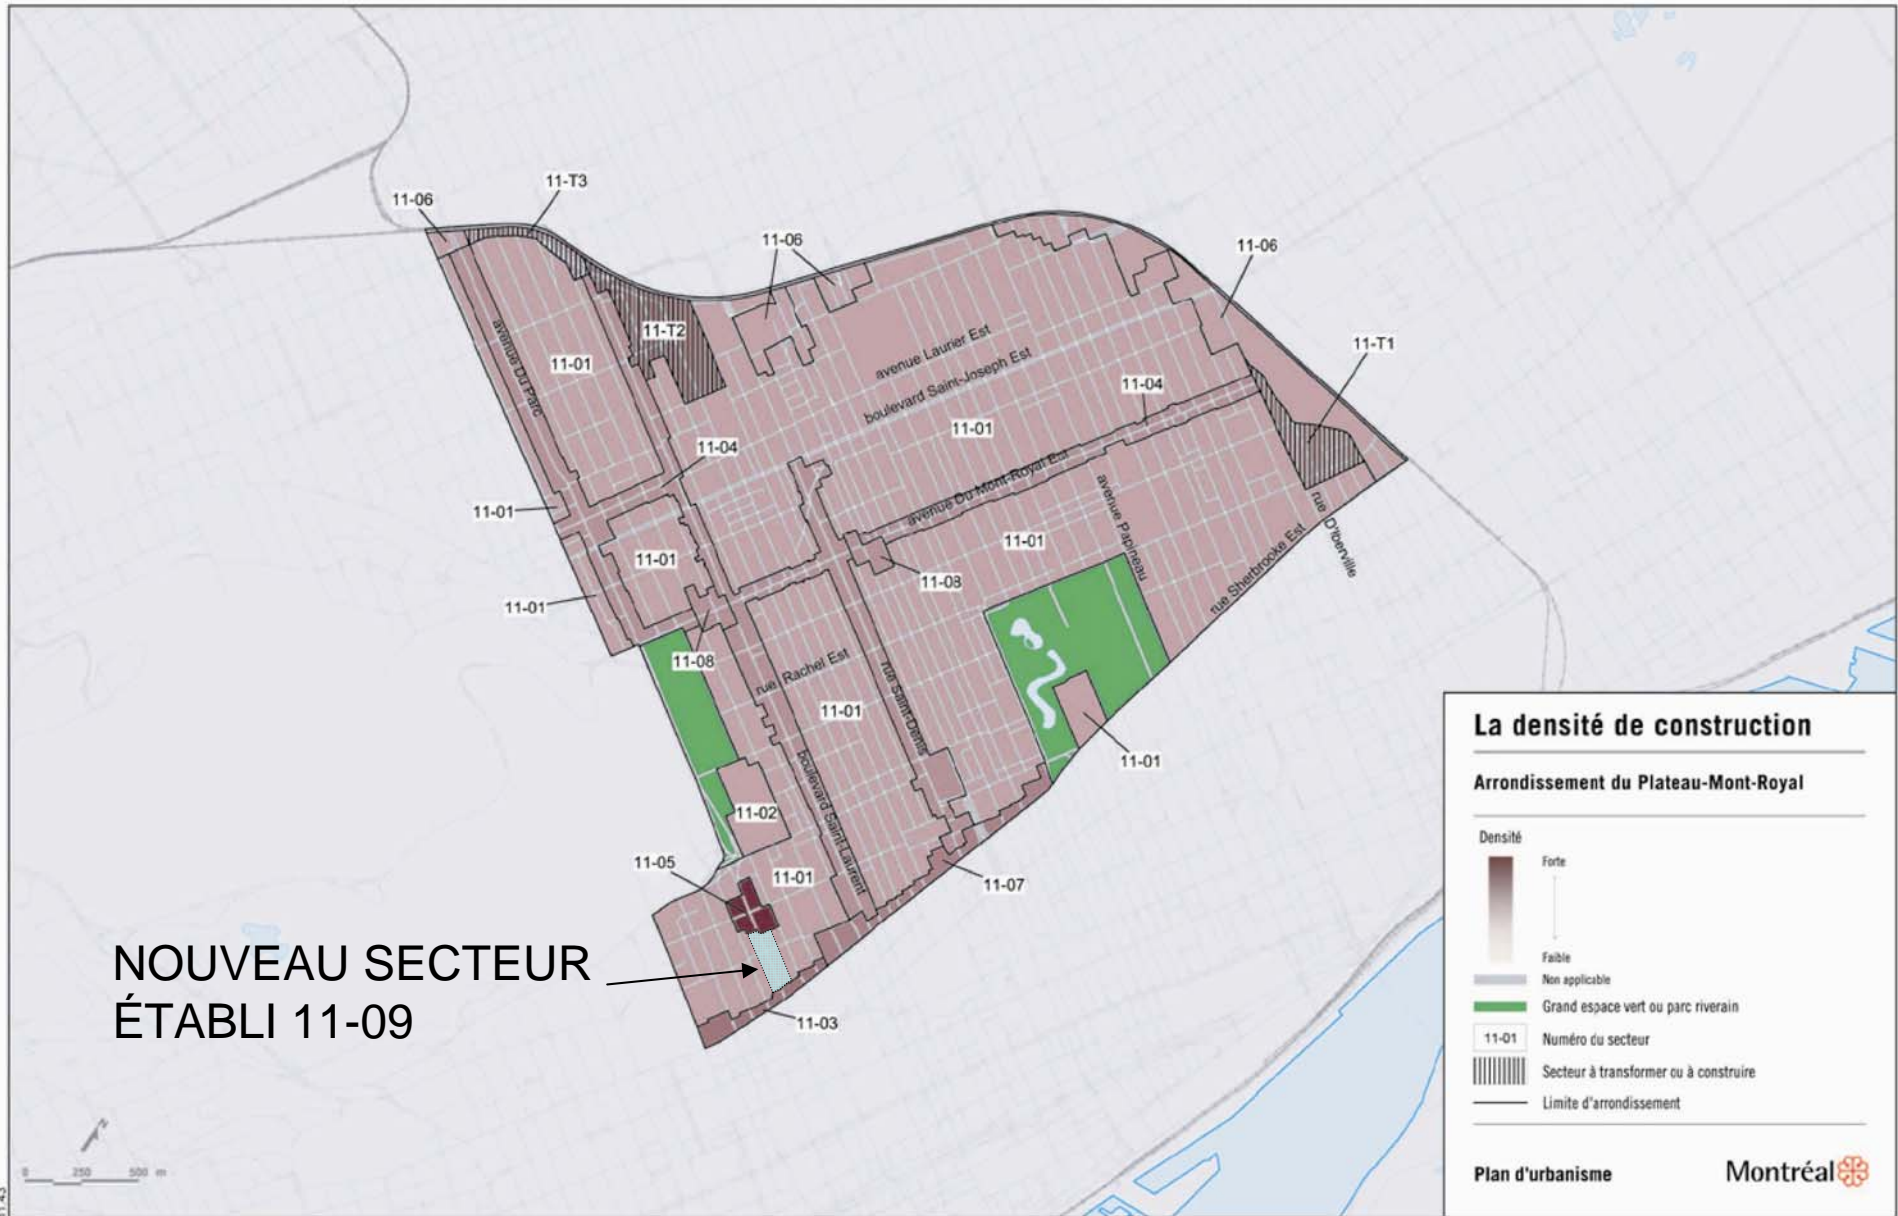 11-T3
11-06
11-06
11-06
11-T2
11-01
11-T1
avenue Du Parc
avenue Laurier Est
boulevard Saint-Joseph Est
11-04
11-01
11-04
avenue Du Mont-Royal Est
avenue Papineau
rue D'Iberville
rue Sherbrooke Est
11-01
11-01
11-01
11-08
11-01
11-08
rue Rachel Est
rue Saint-Denis
11-01
boulevard Saint-Laurent
11-01
11-02
11-05
11-01
11-07
NOUVEAU SECTEUR
ÉTABLI 11-09
11-03
La densité de construction
Arrondissement du Plateau-Mont-Royal
Densité
Forte
Faible
Non applicable
Grand espace vert ou parc riverain
11-01 Numéro du secteur
Secteur à transformer ou à construire
Limite d'arrondissement
Plan d'urbanisme
Montréal
N
0 250 500 m